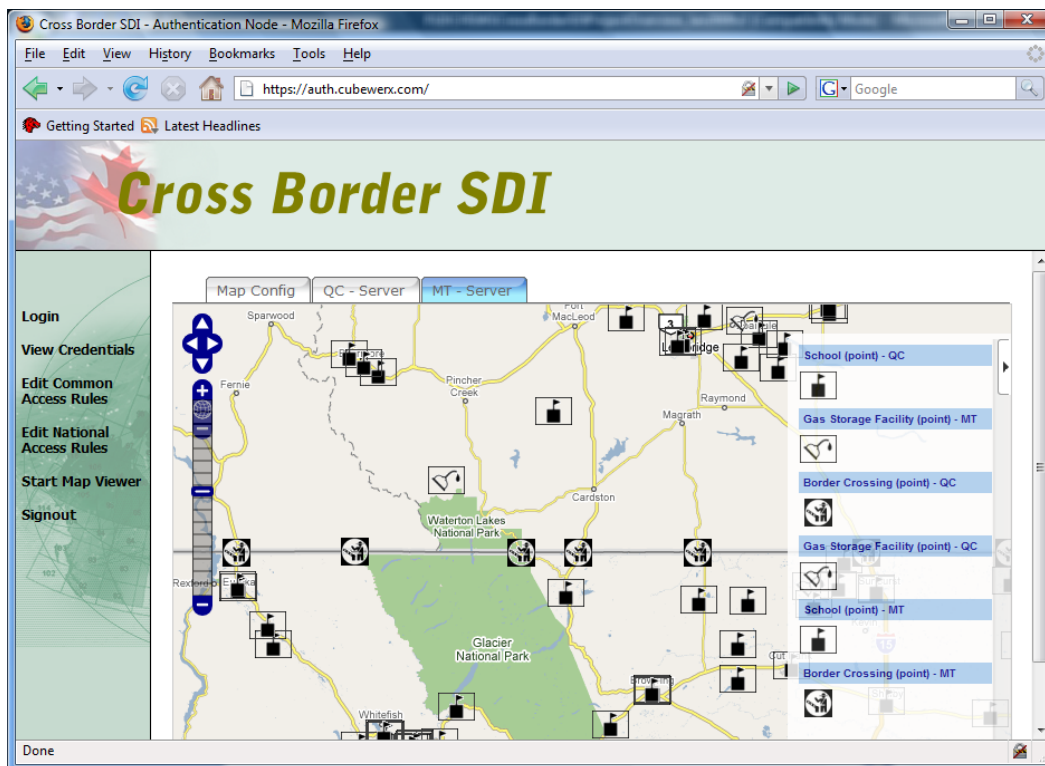 Cross Border SDI - Authentication Node - Mozilla Firefox
File Edit View History Bookmarks Tools Help
https://auth.cubewerx.com/
G Google
Getting Started Latest Headlines
Cross Border SDI
Login
View Credentials
Edit Common
Access Rules
Edit National
Access Rules
Start Map Viewer
Signout
Map Config QC - Server MT - Server
Sparwood
MacLeod
3
Fernie
Pincher
Creek
Raymond
Magrath
Cardston
Waterton Lakes
National Park
Rexford
Glacier
National Park
Whitefish
15
School (point) - QC
Gas Storage Facility (point) - MT
Border Crossing (point) - QC
Gas Storage Facility (point) - QC
School (point) - MT
Border Crossing (point) - MT
Done